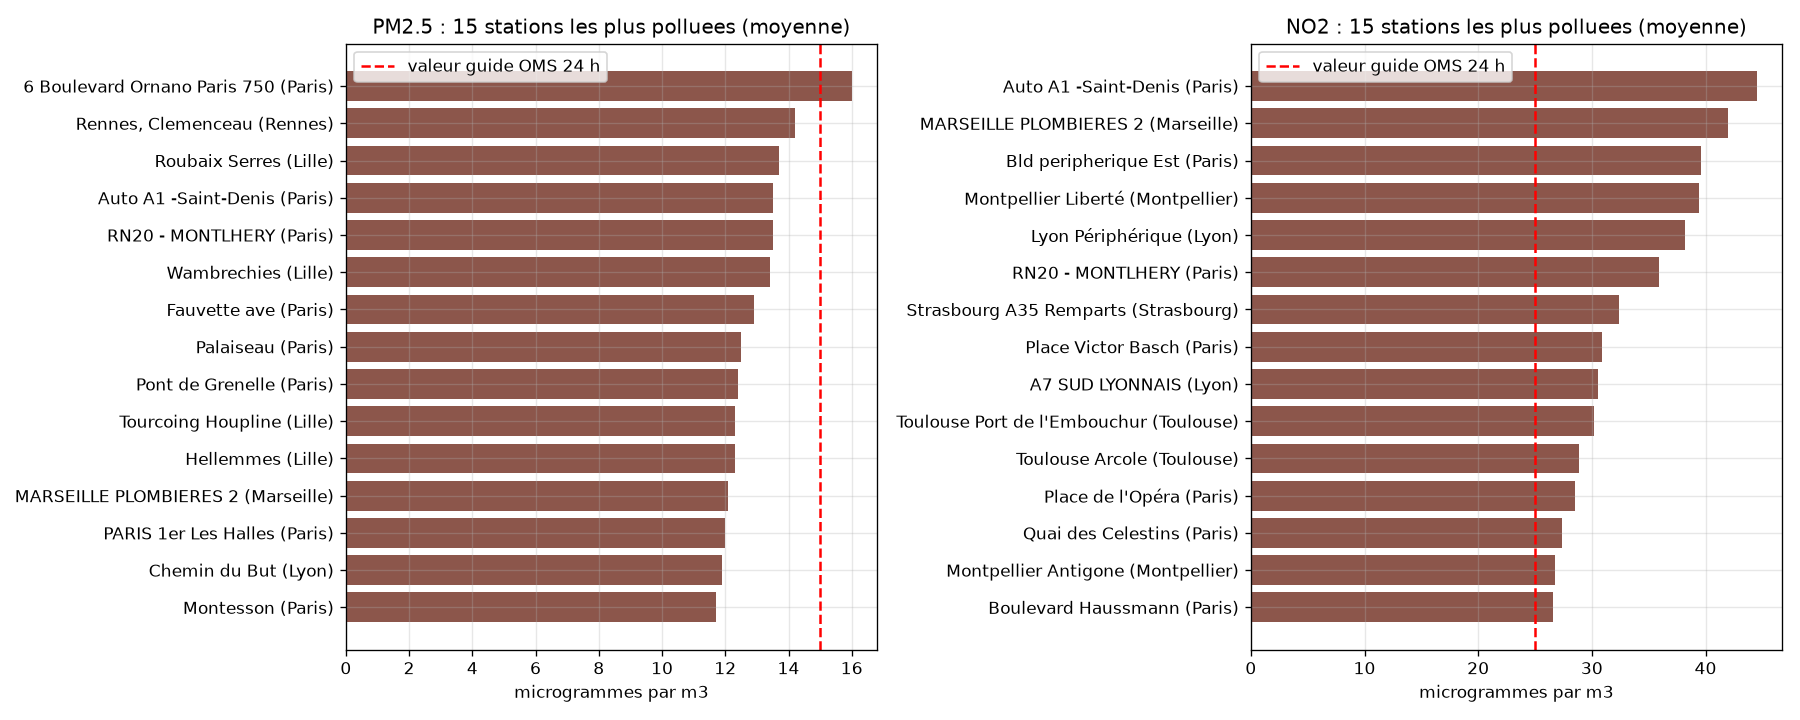 PM2.5 : 15 stations les plus polluees (moyenne)
valeur guide OMS 24 h
6 Boulevard Ornano Paris 750 (Paris)
Rennes, Clemenceau (Rennes)
Roubaix Serres (Lille)
Auto A1 -Saint-Denis (Paris)
RN20 - MONTLHERY (Paris)
Wambrechies (Lille)
Fauvette ave (Paris)
Palaiseau (Paris)
Pont de Grenelle (Paris)
Tourcoing Houpline (Lille)
Hellemmes (Lille)
MARSEILLE PLOMBIERES 2 (Marseille)
PARIS 1er Les Halles (Paris)
Chemin du But (Lyon)
Montesson (Paris)
0 2 4 6 8 10 12 14 16
microgrammes par m3
NO2 : 15 stations les plus polluees (moyenne)
valeur guide OMS 24 h
Auto A1 -Saint-Denis (Paris)
MARSEILLE PLOMBIERES 2 (Marseille)
Bld peripherique Est (Paris)
Montpellier Liberté (Montpellier)
Lyon Périphérique (Lyon)
RN20 - MONTLHERY (Paris)
Strasbourg A35 Remparts (Strasbourg)
Place Victor Basch (Paris)
A7 SUD LYONNAIS (Lyon)
Toulouse Port de l'Embouchur (Toulouse)
Toulouse Arcole (Toulouse)
Place de l'Opéra (Paris)
Quai des Celestins (Paris)
Montpellier Antigone (Montpellier)
Boulevard Haussmann (Paris)
0 10 20 30 40
microgrammes par m3